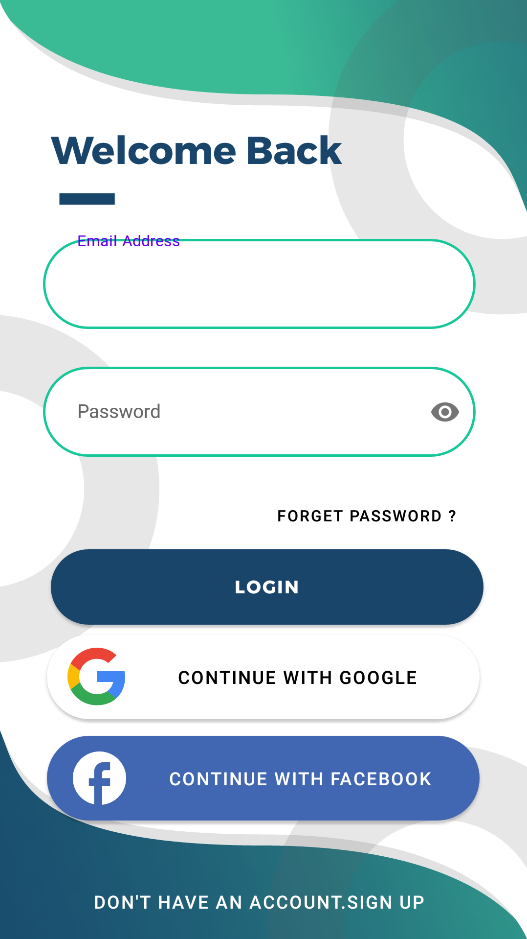 Welcome Back
Email Address
Password
FORGET PASSWORD ?
LOGIN
CONTINUE WITH GOOGLE
CONTINUE WITH FACEBOOK
DON'T HAVE AN ACCOUNT.SIGN UP